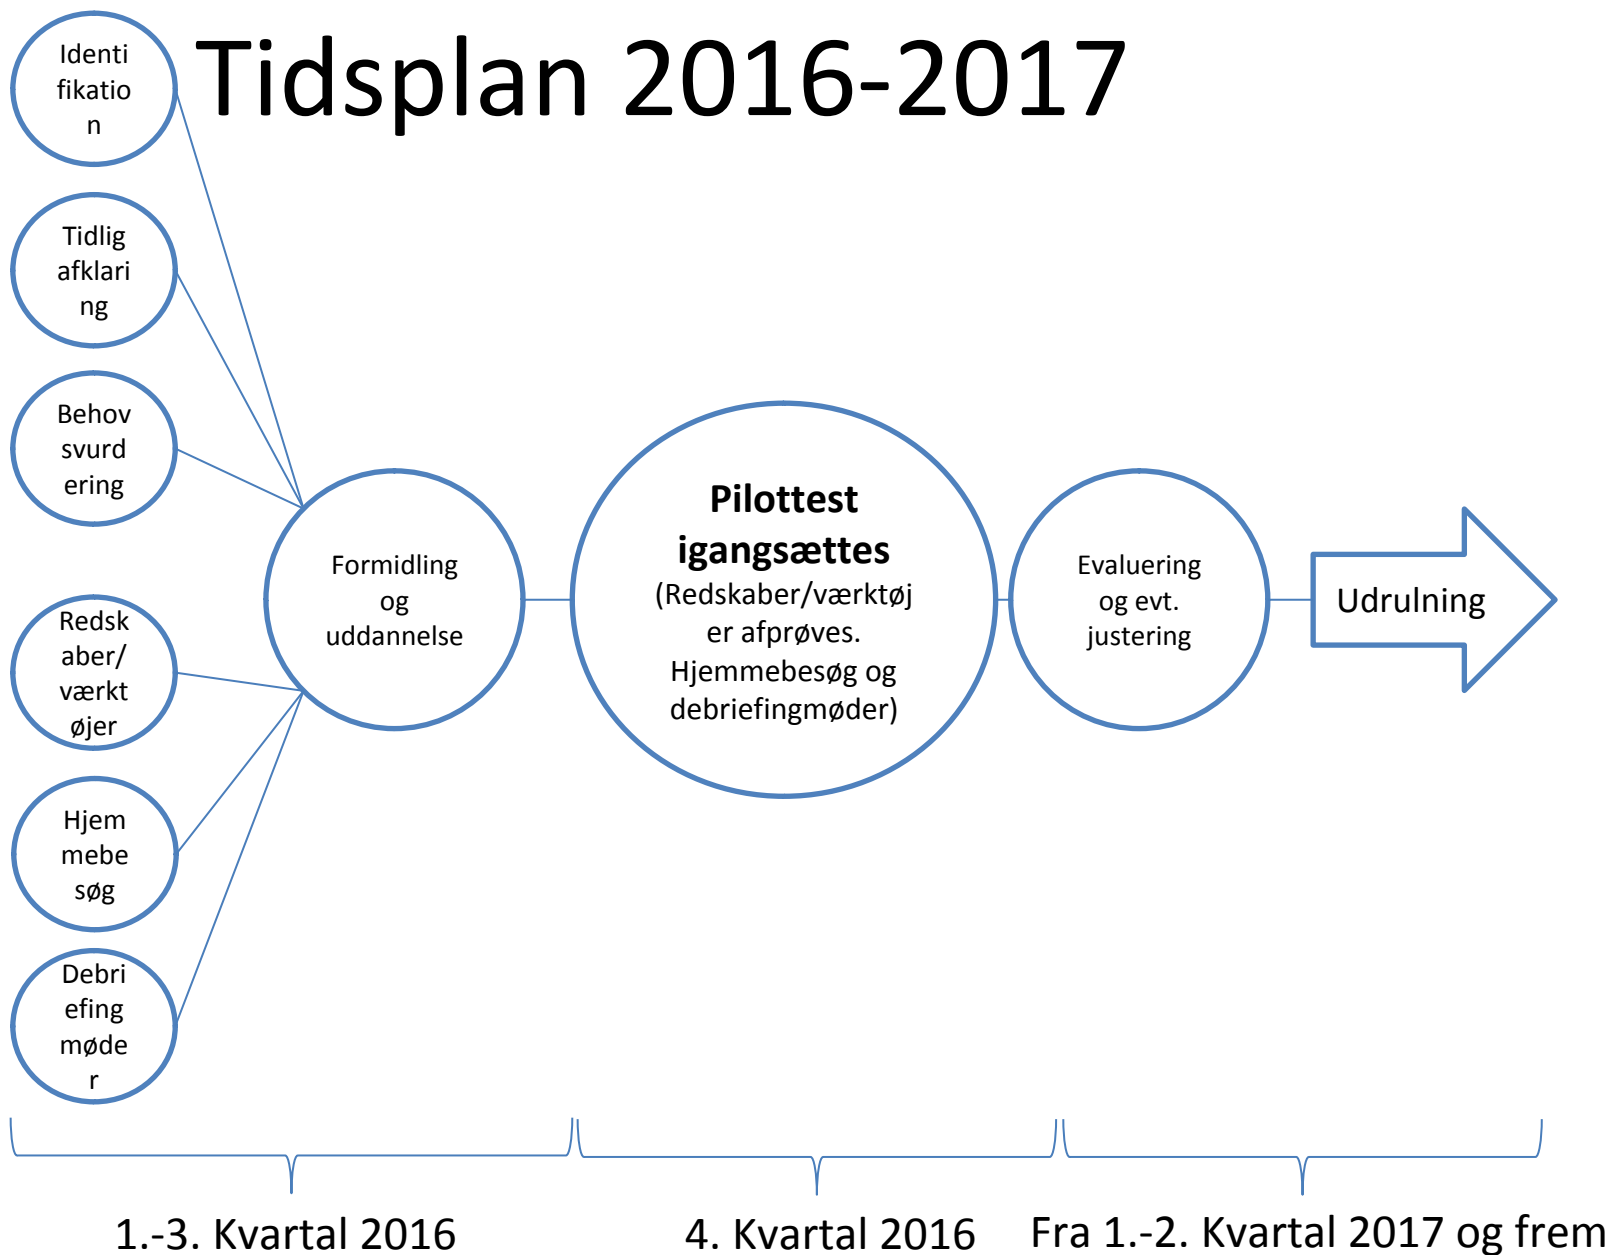 Tidsplan 2016-2017
Identi
fikatio
n
Tidlig
afklari
ng
Behov
svurd
ering
Redsk
aber/
værkt
øjer
Hjem
mebe
søg
Debri
efing
møde
r
Formidling
og
uddannelse
Pilottest
igangsættes
(Redskaber/værktøj
er afprøves.
Hjemmebesøg og
debriefingmøder)
Evaluering
og evt.
justering
Udrulning
1.-3. Kvartal 2016
4. Kvartal 2016
Fra 1.-2. Kvartal 2017 og frem